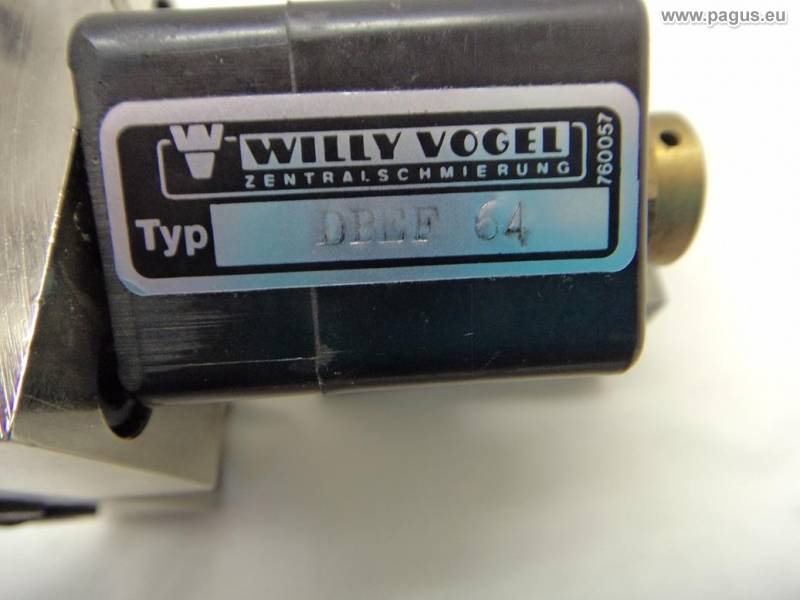 www.pagus.eu
W
WILLY VOGEL
ZENTRALSCHMIERUNG
760057
Typ DBEF 64